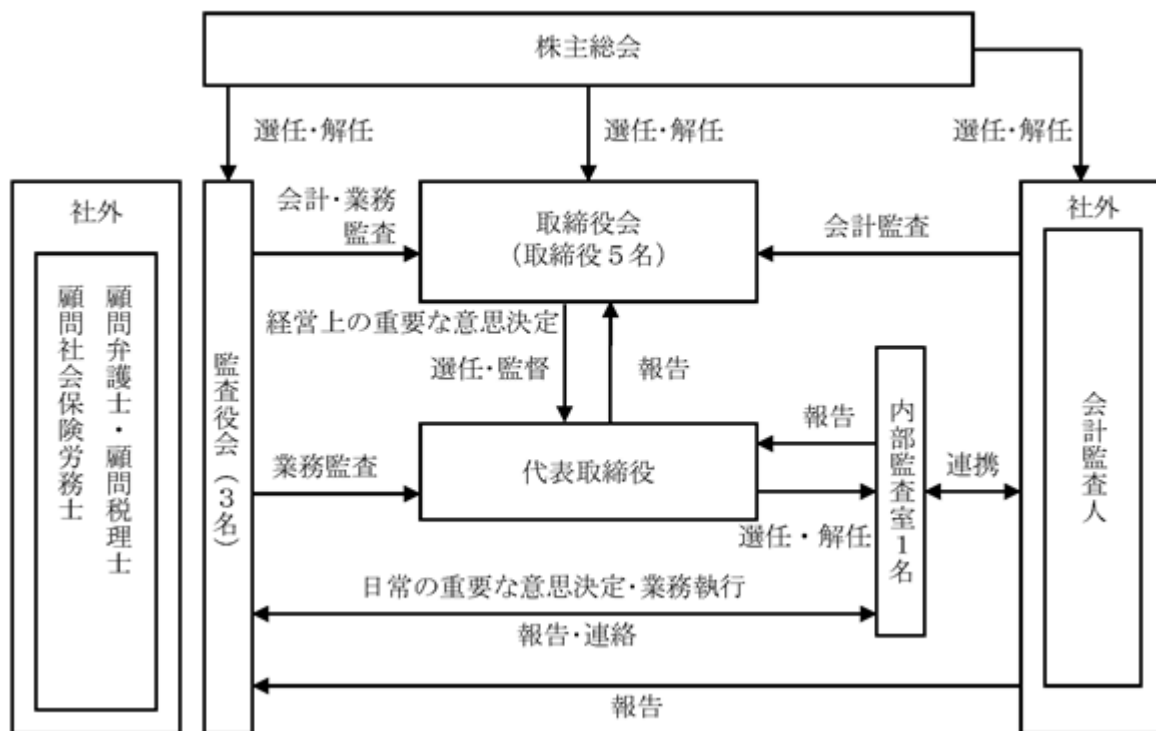 株主総会
選任・解任
選任・解任
選任・解任
社外
顧問弁護士・顧問税理士
顧問社会保険労務士
監査役会（3名）
会計・業務
監査
取締役会
（取締役５名）
会計監査
社外
会計監査人
経営上の重要な意思決定
選任・監督
報告
業務監査
代表取締役
報告
選任・解任
内部監査室１名
連携
日常の重要な意思決定・業務執行
報告・連絡
報告